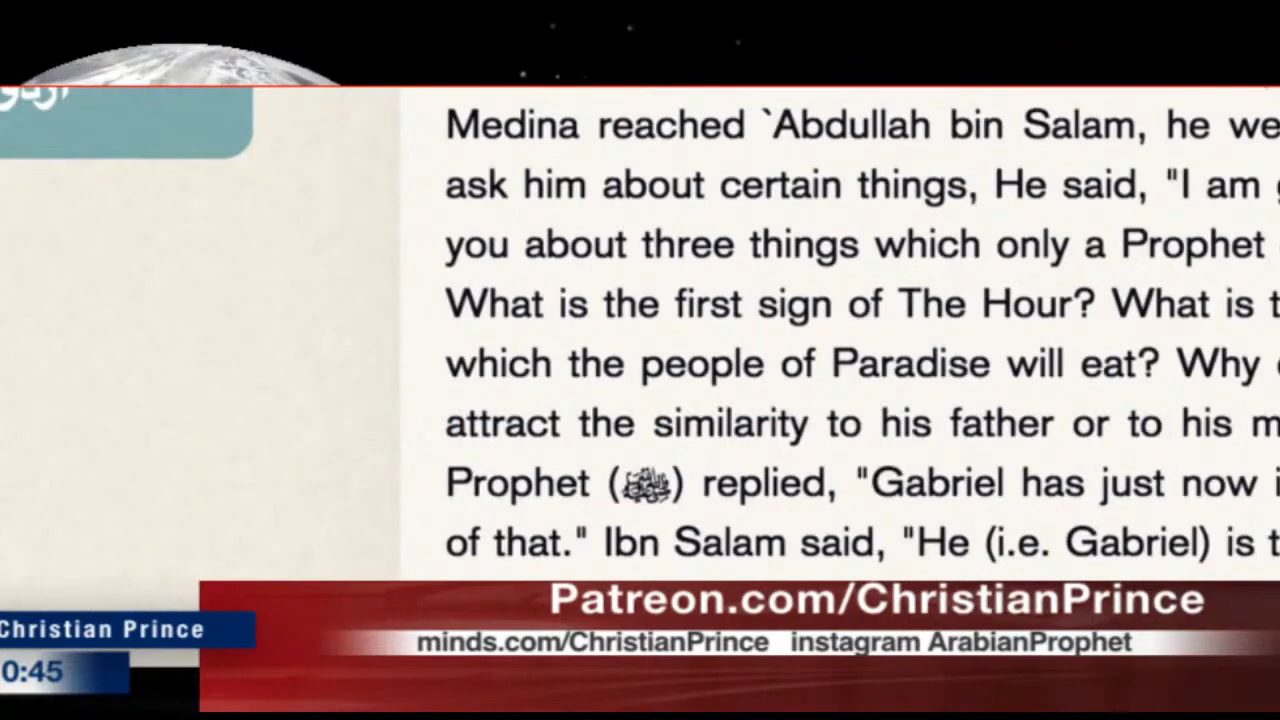 Medina reached `Abdullah bin Salam, he we
ask him about certain things, He said, "I am
you about three things which only a Prophet
What is the first sign of The Hour? What is t
which the people of Paradise will eat? Why
attract the similarity to his father or to his m
Prophet (ﷺ) replied, "Gabriel has just now i
of that." Ibn Salam said, "He (i.e. Gabriel) is t
Patreon.com/ChristianPrince
Christian Prince
minds.com/ChristianPrince instagram ArabianProphet
0:45